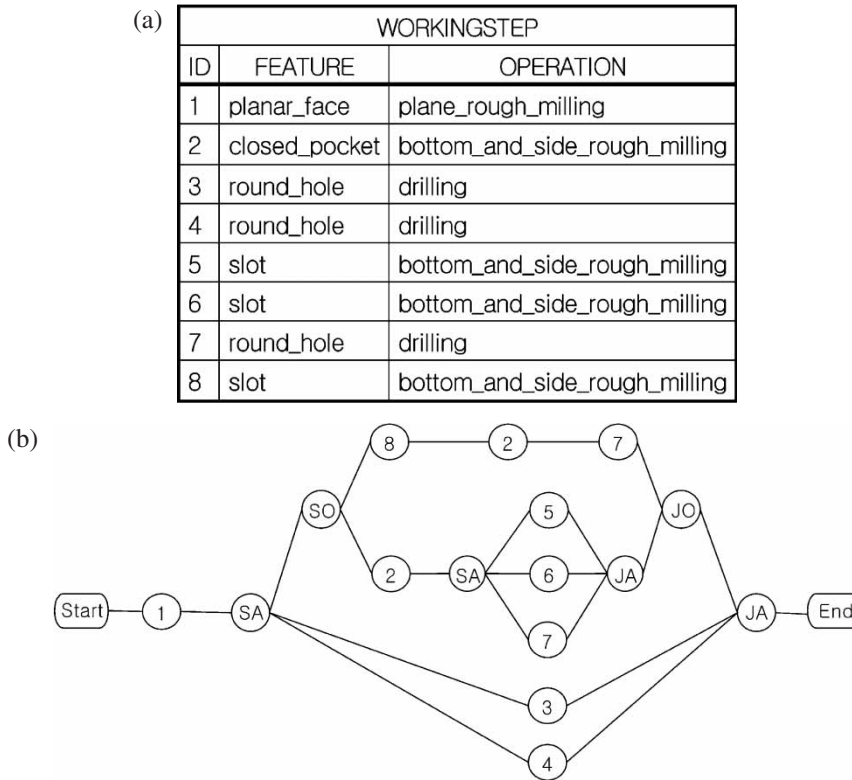 (a)
WORKINGSTEP
ID FEATURE OPERATION
1 planar_face plane_rough_milling
2 closed_pocket bottom_and_side_rough_milling
3 round_hole drilling
4 round_hole drilling
5 slot bottom_and_side_rough_milling
6 slot bottom_and_side_rough_milling
7 round_hole drilling
8 slot bottom_and_side_rough_milling
(b)
8 2 7
SO 5 JO
2 SA 6 JA
Start 1 SA JA End
7
3
4